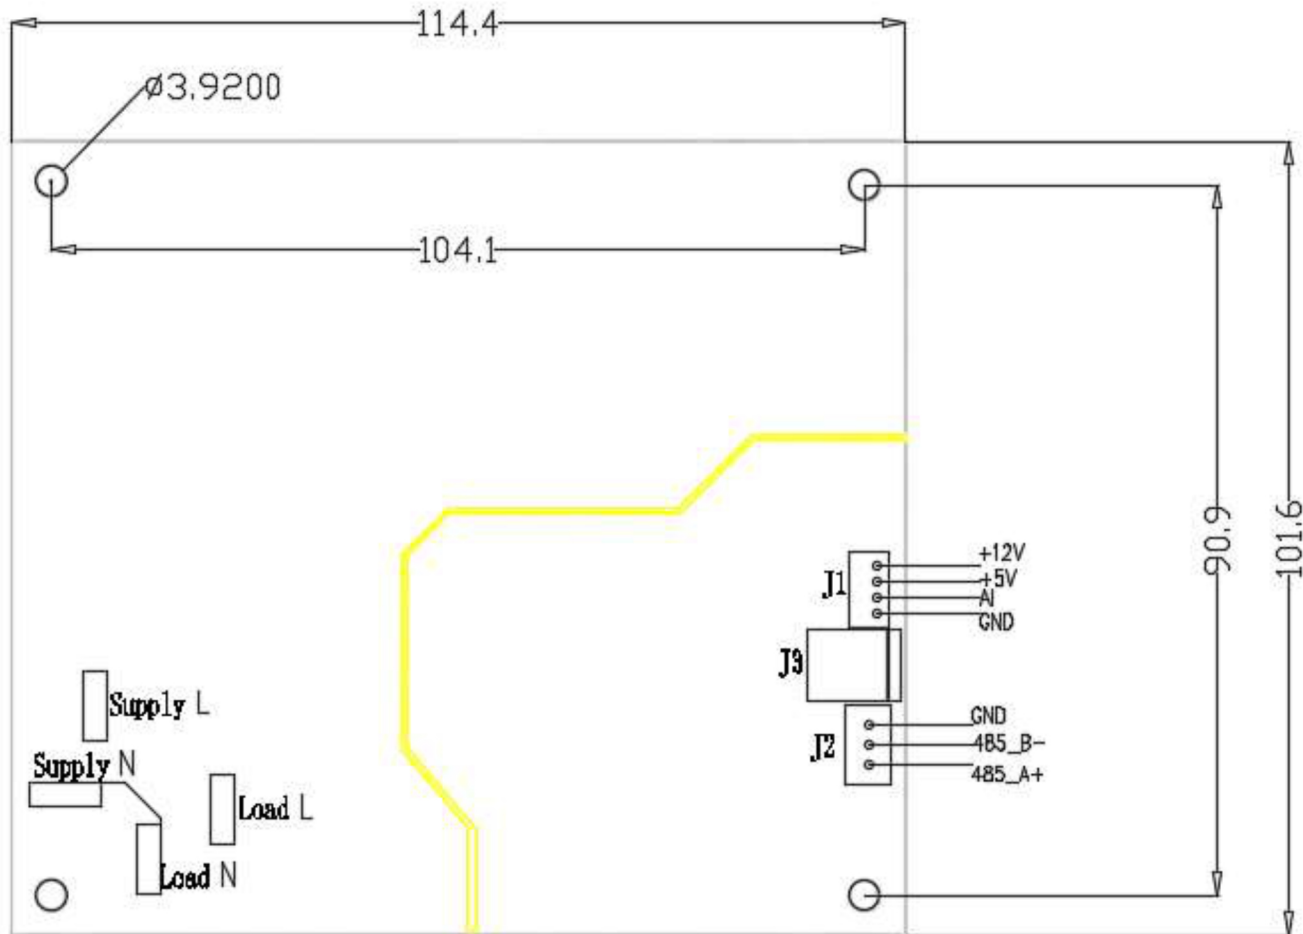 114.4
ø3.9200
104.1
90.9
101.6
+12V
+5V
AI
GND
J1
J3
J2
GND
485_B-
485_A+
Supply L
Supply N
Load L
Load N